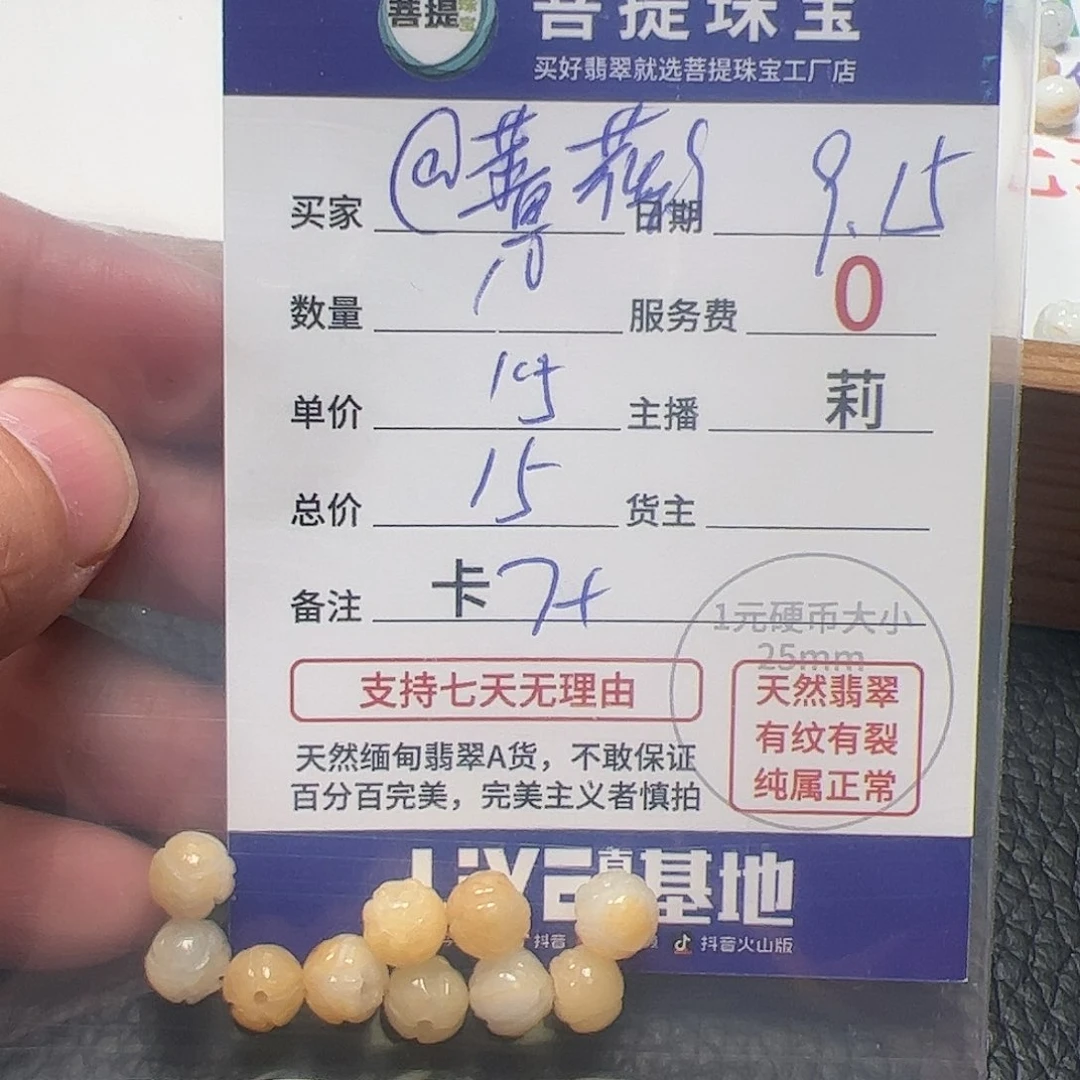 菩提珠宝
菩提珠宝
买好翡翠就选菩提珠宝工厂店
买家 日期 9.15
数量 10 服务费 0
单价 主播 莉
总价 15 货主
备注 卡 7+
1元硬币大小
25mm
支持七天无理由
天然翡翠
有纹有裂
纯属正常
天然缅甸翡翠A货，不敢保证
百分百完美，完美主义者慎拍
基地
抖音 抖音火山版